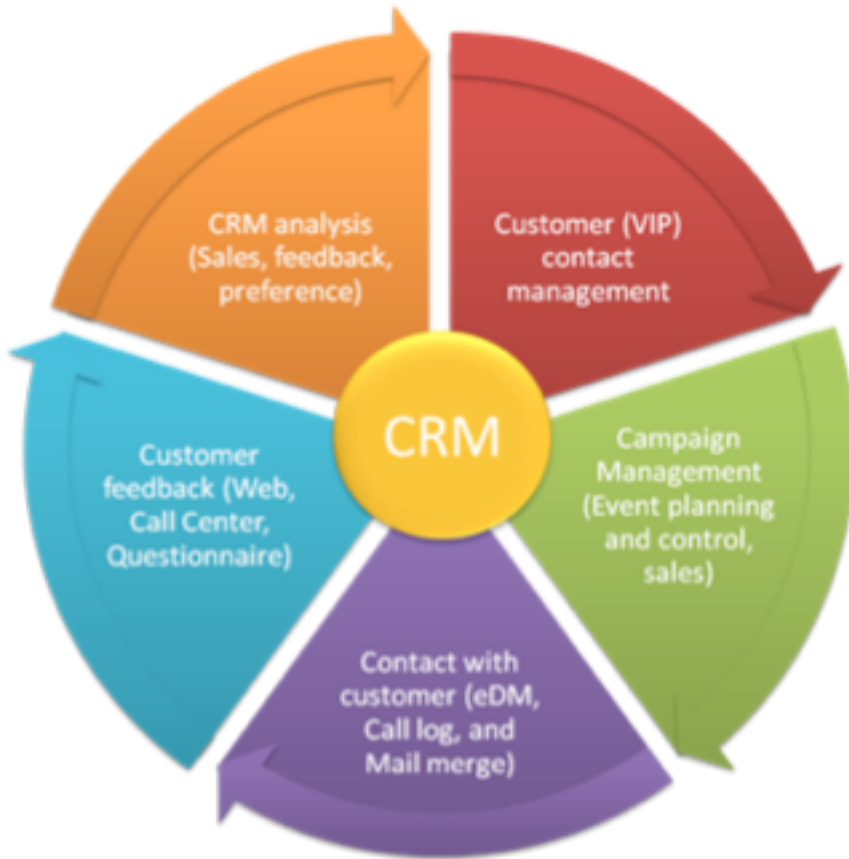 CRM analysis
(Sales, feedback,
preference)
Customer (VIP)
contact
management
CRM
Customer
feedback (Web,
Call Center,
Questionnaire)
Campaign
Management
(Event planning
and control,
sales)
Contact with
customer (eDM,
Call log, and
Mail merge)